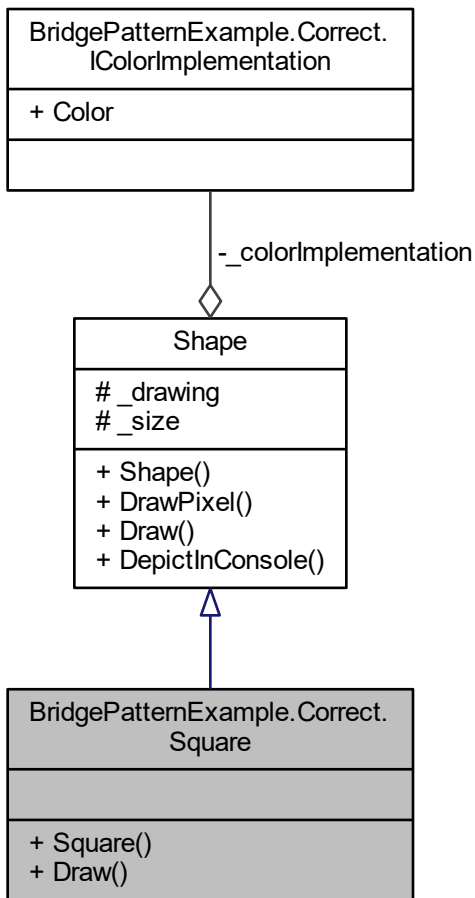 BridgePatternExample.Correct.
IColorImplementation
+ Color
-_colorImplementation
Shape
# _drawing
# _size
+ Shape()
+ DrawPixel()
+ Draw()
+ DepictInConsole()
BridgePatternExample.Correct.
Square
+ Square()
+ Draw()